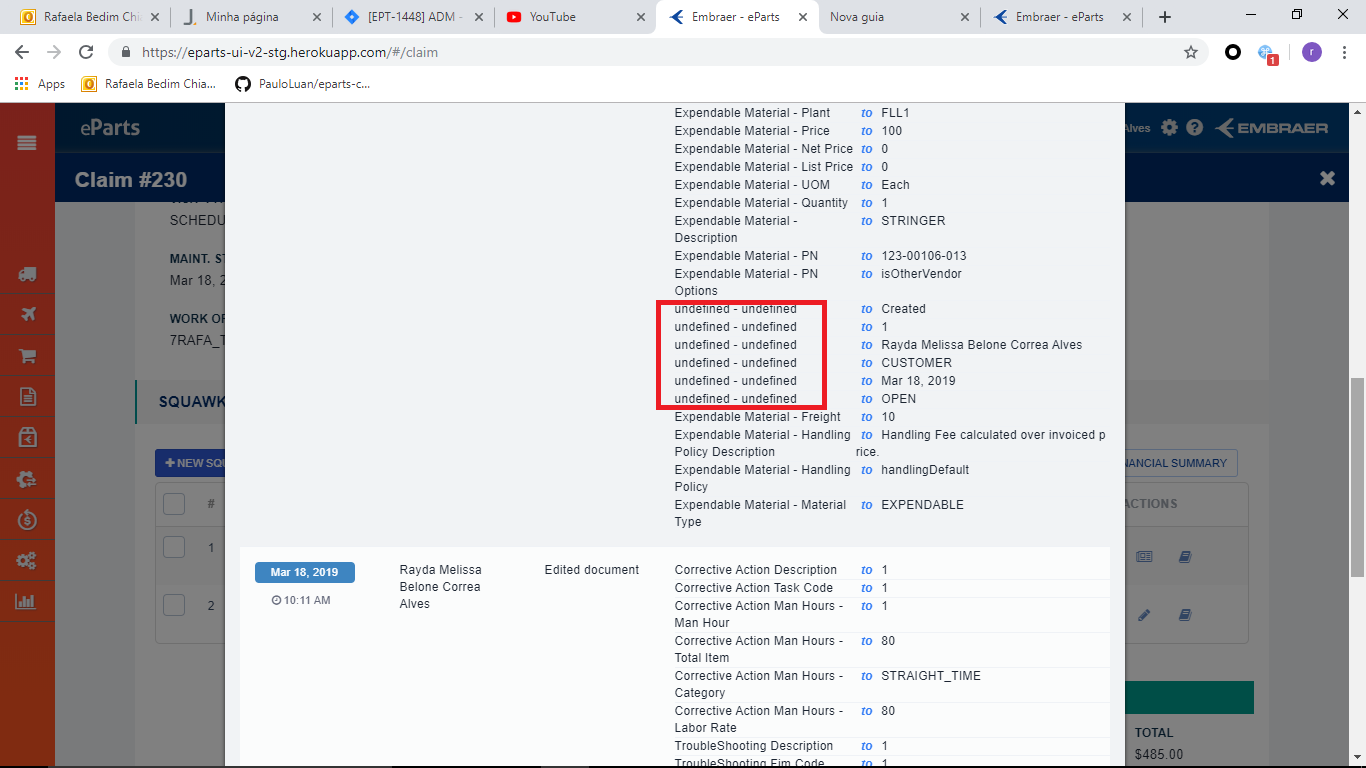 Rafaela Bedim Chia
Minha página
[EPT-1448] ADM -
YouTube
Embraer - eParts
Nova guia
Embraer - eParts
https://eparts-ui-v2-stg.herokuapp.com/#/claim
1
r
Apps
Rafaela Bedim Chia...
PauloLuan/eparts-c...
eParts
Alves
EMBRAER
Claim #230
SCHEDU
MAINT. S
Mar 18, 2
WORK OR
7RAFA_T
SQUAWK
NEW SQU
FINANCIAL SUMMARY
#
ACTIONS
1
2
TOTAL
$485.00
Expendable Material - Plant to FLL1
Expendable Material - Price to 100
Expendable Material - Net Price to 0
Expendable Material - List Price to 0
Expendable Material - UOM to Each
Expendable Material - Quantity to 1
Expendable Material - to STRINGER
Description
Expendable Material - PN to 123-00106-013
Expendable Material - PN to isOtherVendor
Options
undefined - undefined to Created
undefined - undefined to 1
undefined - undefined to Rayda Melissa Belone Correa Alves
undefined - undefined to CUSTOMER
undefined - undefined to Mar 18, 2019
undefined - undefined to OPEN
Expendable Material - Freight to 10
Expendable Material - Handling to Handling Fee calculated over invoiced p
Policy Description rice.
Expendable Material - Handling to handlingDefault
Policy
Expendable Material - Material to EXPENDABLE
Type
Mar 18, 2019
10:11 AM
Rayda Melissa
Belone Correa
Alves
Edited document
Corrective Action Description to 1
Corrective Action Task Code to 1
Corrective Action Man Hours - to 1
Man Hour
Corrective Action Man Hours - to 80
Total Item
Corrective Action Man Hours - to STRAIGHT_TIME
Category
Corrective Action Man Hours - to 80
Labor Rate
TroubleShooting Description to 1
TroubleShooting Fim Code to 1